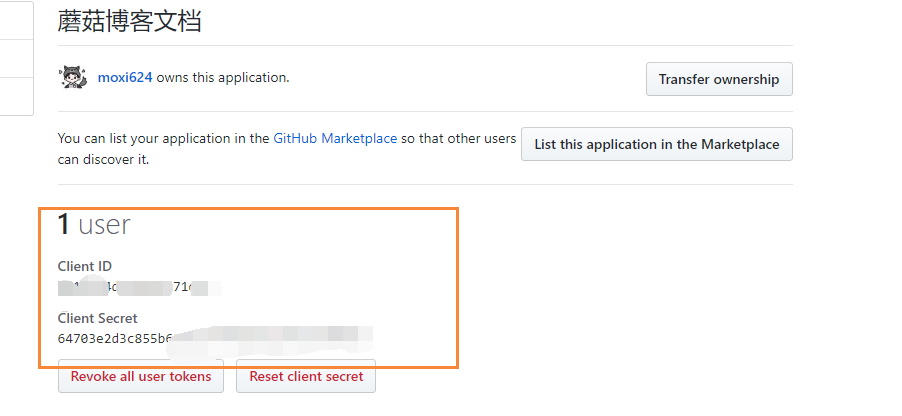 蘑菇博客文档
moxi624 owns this application.
Transfer ownership
You can list your application in the GitHub Marketplace so that other users
can discover it.
List this application in the Marketplace
1 user
Client ID
Client Secret
64703e2d3c855b6
Revoke all user tokens
Reset client secret